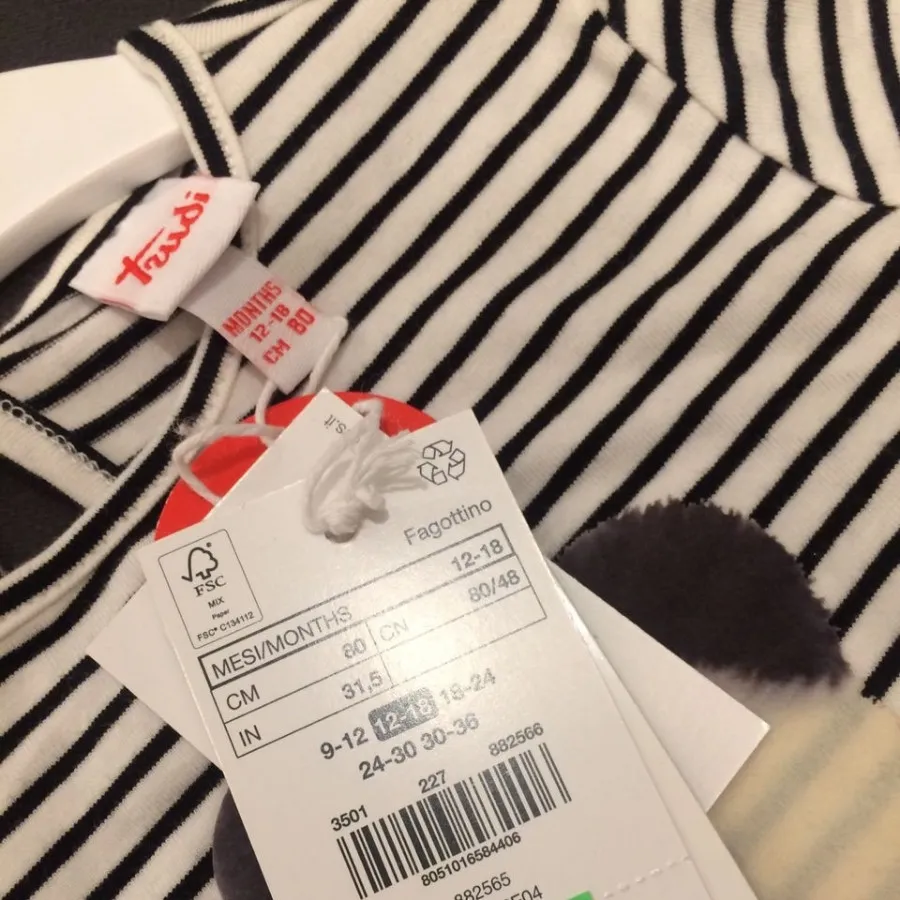 trudi
MONTHS
12-18
CM 80
s.it
Fagottino
FSC
MIX
Paper
FSC® C134112
MESI/MONTHS 12-18
CM 80 CN 80/48
IN 31,5
9-12 12-18 18-24
24-30 30-36
3501 227 882566
8051016584406
882565